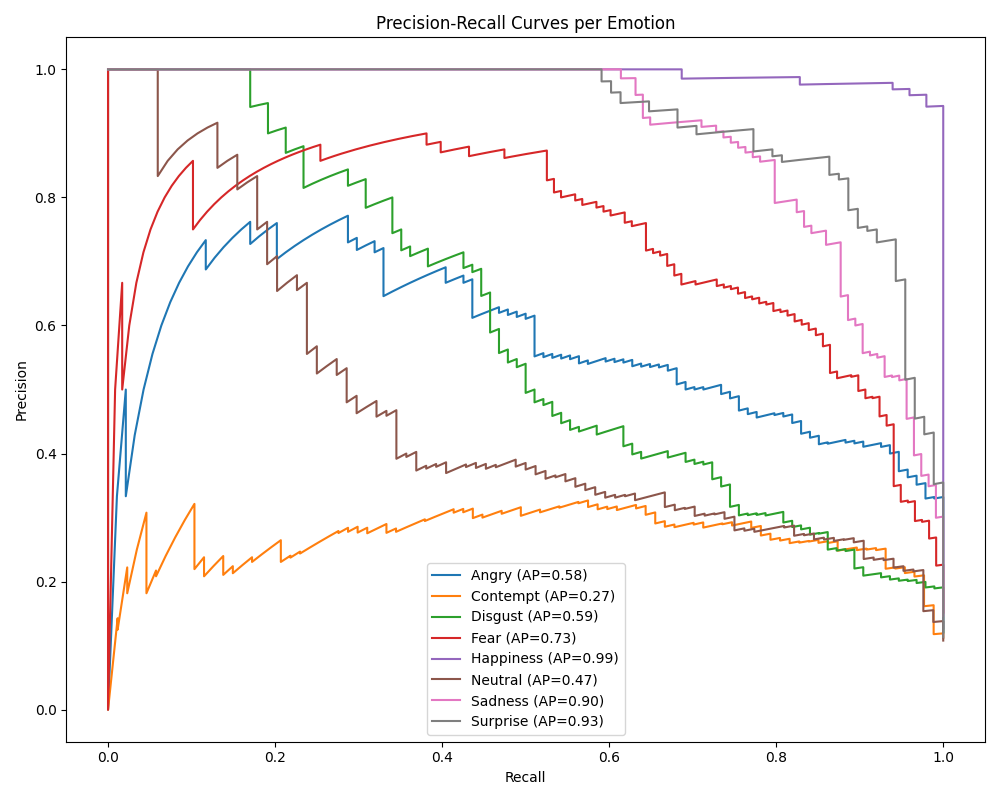 Precision-Recall Curves per Emotion
Precision
1.0
0.8
0.6
0.4
0.2
0.0
Angry (AP=0.58)
Contempt (AP=0.27)
Disgust (AP=0.59)
Fear (AP=0.73)
Happiness (AP=0.99)
Neutral (AP=0.47)
Sadness (AP=0.90)
Surprise (AP=0.93)
0.0 0.2 0.4 0.6 0.8 1.0
Recall